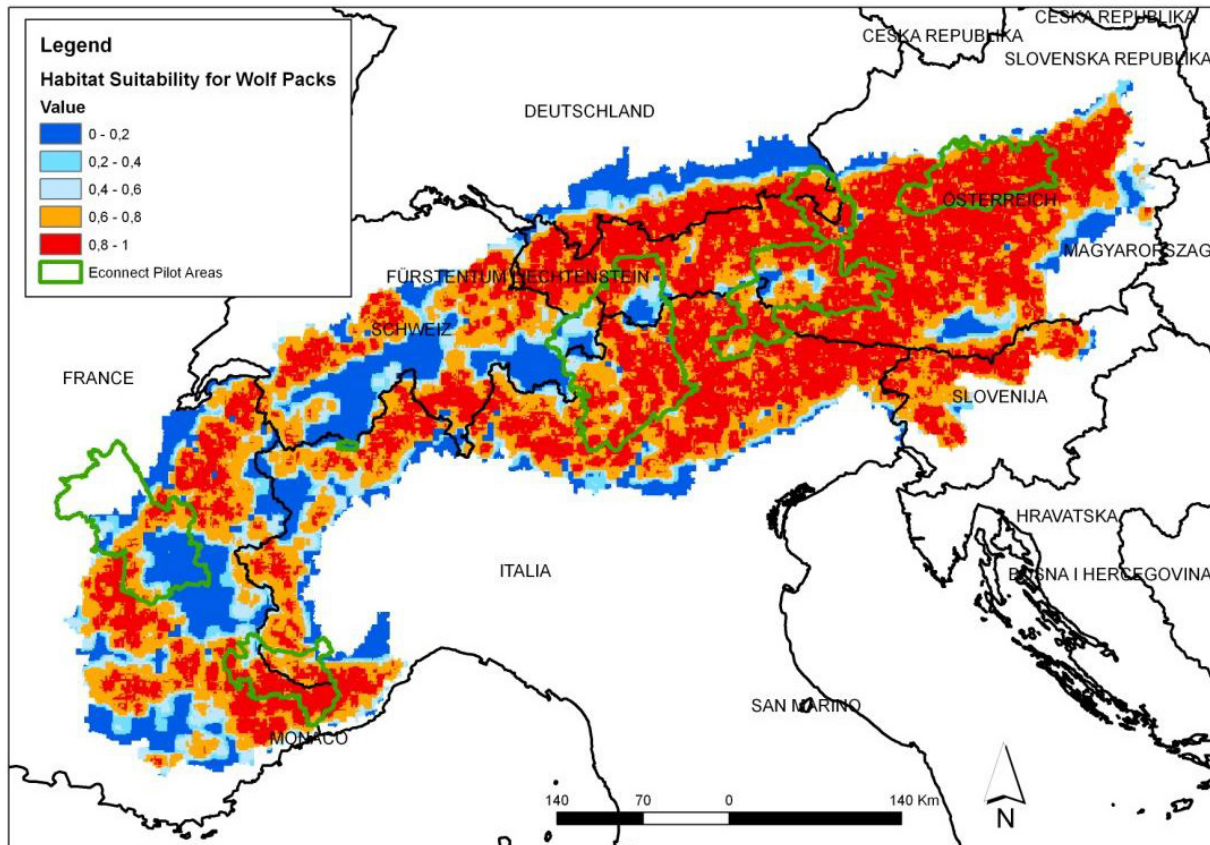 Legend
Habitat Suitability for Wolf Packs
Value
0 - 0,2
0,2 - 0,4
0,4 - 0,6
0,6 - 0,8
0,8 - 1
Econnect Pilot Areas
CESKA REPUBLIKA
CESKA REPUBLIKA
SLOVENSKA REPUBLIKA
DEUTSCHLAND
ÖSTERREICH
MAGYARORSZAG
FÜRSTENTUM LIECHTENSTEIN
SCHWEIZ
FRANCE
SLOVENIJA
HRAVATSKA
ITALIA
BOSNA I HERCEGOVINA
SAN MARINO
MONACO
140 70 0 140 Km
N